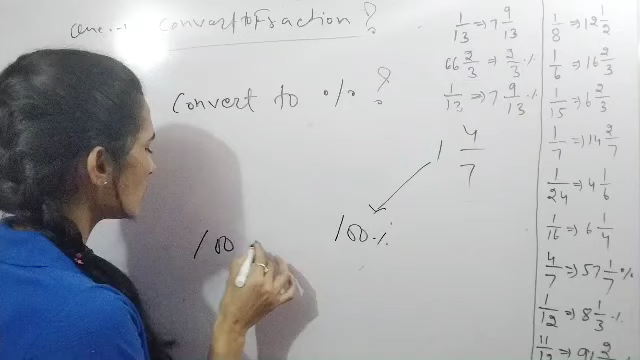 Convert to Fraction ?
Convert to % ?
1 4/7
100%
100
1/13 ⇒ 7 9/13
66 2/3 ⇒ 2/3 %
1/13 ⇒ 7 9/13 %
1/8 ⇒ 12 1/2
1/6 ⇒ 16 2/3
1/15 ⇒ 6 2/3
1/7 ⇒ 14 2/7
1/24 ⇒ 4 1/6
1/16 ⇒ 6 1/4
4/7 ⇒ 57 1/7 %
1/12 ⇒ 8 1/3 %